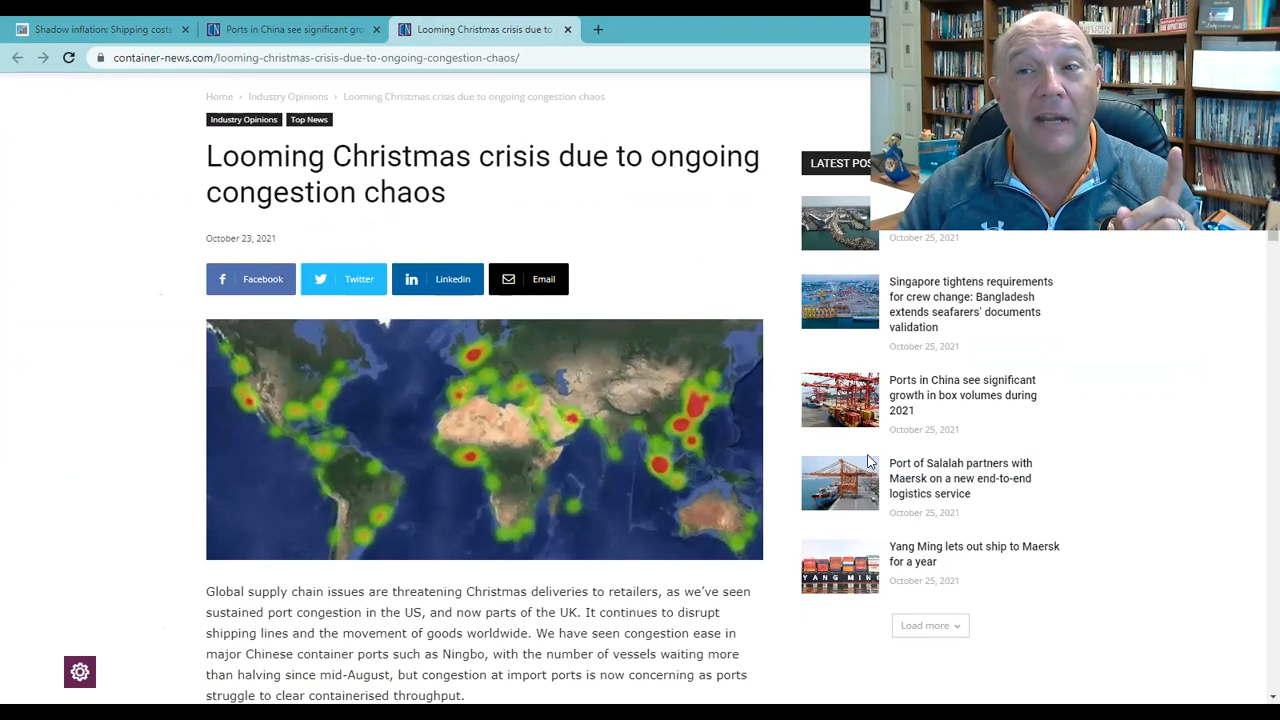 Shadow inflation: Shipping costs
Ports in China see significant gro
Looming Christmas crisis due to
container-news.com/looming-christmas-crisis-due-to-ongoing-congestion-chaos/
Home › Industry Opinions › Looming Christmas crisis due to ongoing congestion chaos
Industry Opinions Top News
Looming Christmas crisis due to ongoing
congestion chaos
October 23, 2021
Facebook Twitter Linkedin Email
Global supply chain issues are threatening Christmas deliveries to retailers, as we've seen
sustained port congestion in the US, and now parts of the UK. It continues to disrupt
shipping lines and the movement of goods worldwide. We have seen congestion ease in
major Chinese container ports such as Ningbo, with the number of vessels waiting more
than halving since mid-August, but congestion at import ports is now concerning as ports
struggle to clear containerised throughput.
LATEST POS
October 25, 2021
Singapore tightens requirements
for crew change: Bangladesh
extends seafarers' documents
validation
October 25, 2021
Ports in China see significant
growth in box volumes during
2021
October 25, 2021
Port of Salalah partners with
Maersk on a new end-to-end
logistics service
October 25, 2021
YANG MING
Yang Ming lets out ship to Maersk
for a year
October 25, 2021
Load more